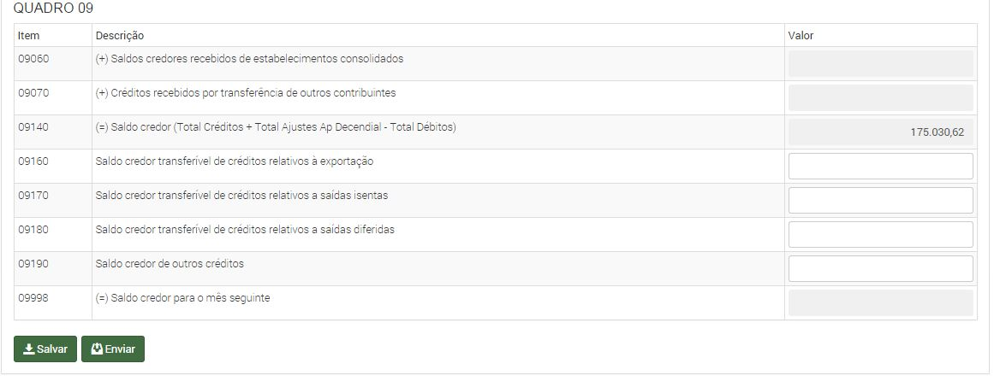 QUADRO 09
Item Descrição Valor
09060 (+) Saldos credores recebidos de estabelecimentos consolidados
09070 (+) Créditos recebidos por transferência de outros contribuintes
09140 (=) Saldo credor (Total Créditos + Total Ajustes Ap Decendial - Total Débitos) 175.030,62
09160 Saldo credor transferível de créditos relativos à exportação
09170 Saldo credor transferível de créditos relativos a saídas isentas
09180 Saldo credor transferível de créditos relativos a saídas diferidas
09190 Saldo credor de outros créditos
09998 (=) Saldo credor para o mês seguinte
Salvar Enviar